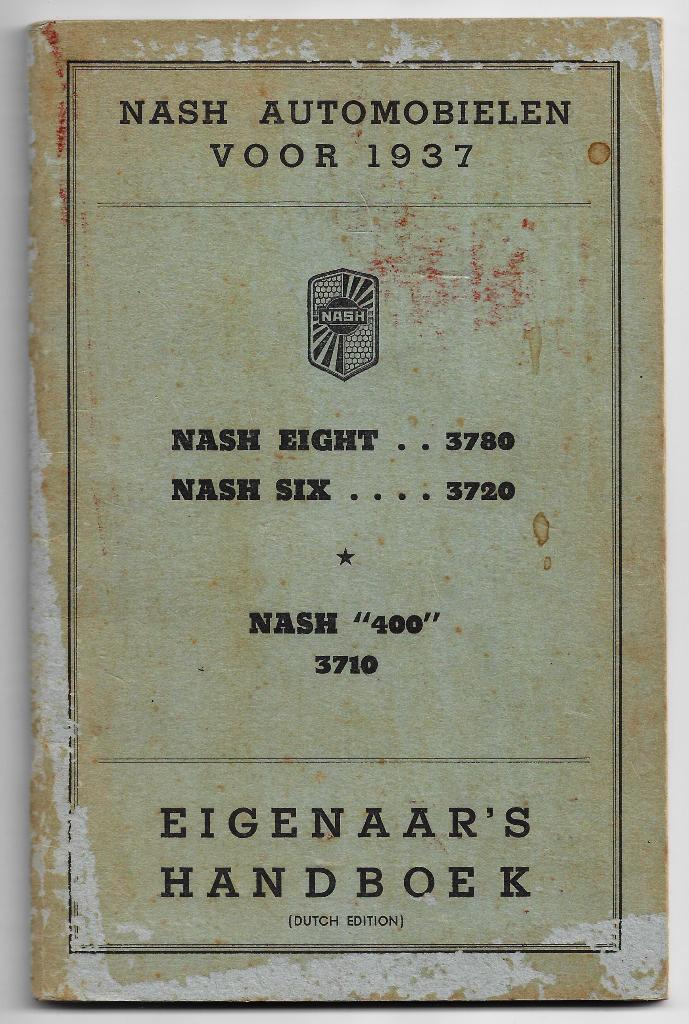 NASH AUTOMOBIELEN
VOOR 1937
NASH
NASH EIGHT . . 3780
NASH SIX . . . . 3720
NASH "400"
3710
EIGENAAR'S
HANDBOEK
(DUTCH EDITION)